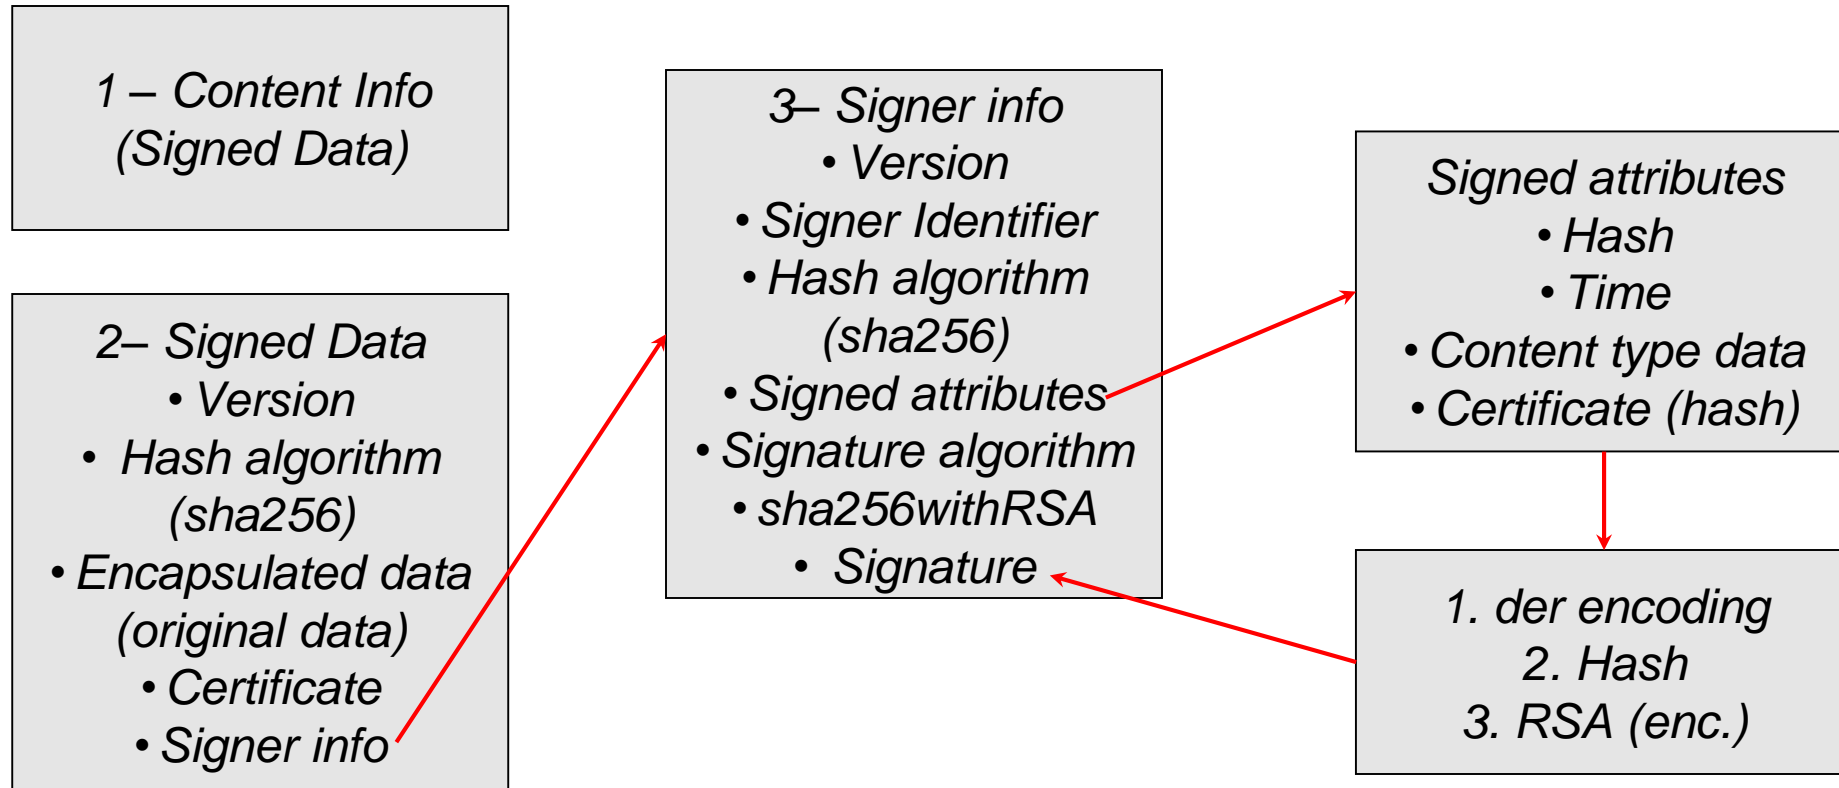 1 – Content Info
(Signed Data)
2– Signed Data
• Version
• Hash algorithm
(sha256)
• Encapsulated data
(original data)
• Certificate
• Signer info
3– Signer info
• Version
• Signer Identifier
• Hash algorithm
(sha256)
• Signed attributes
• Signature algorithm
• sha256withRSA
• Signature
Signed attributes
• Hash
• Time
• Content type data
• Certificate (hash)
1. der encoding
2. Hash
3. RSA (enc.)